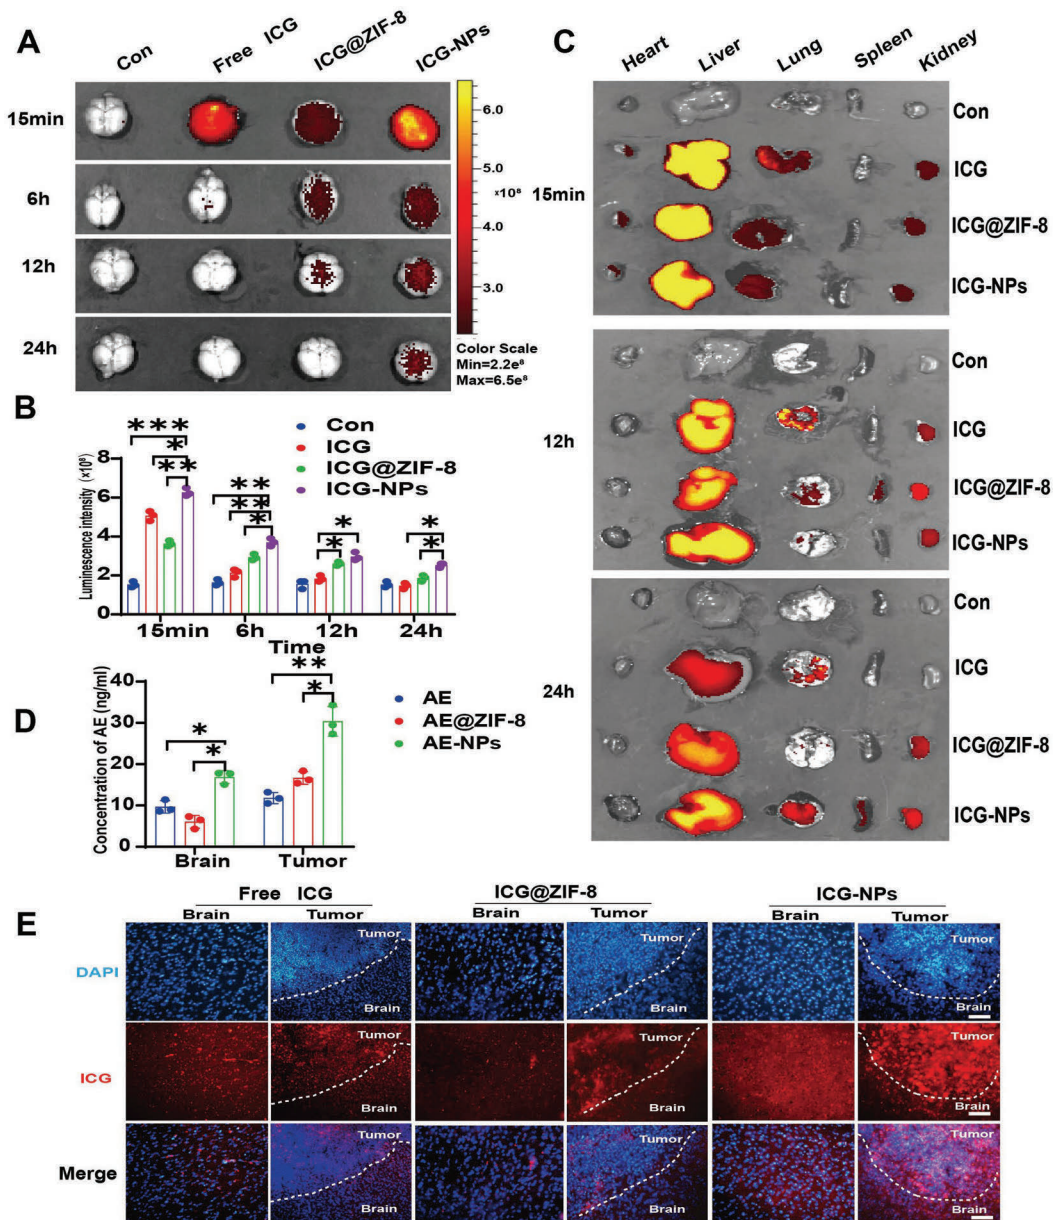 A
Con
Free ICG
ICG@ZIF-8
ICG-NPs
15min
6h
12h
24h
6.0
5.0
×10⁸
4.0
3.0
Color Scale
Min=2.2e⁸
Max=6.5e⁸
B
Luminescence intensity (×10⁸)
8
6
4
2
0
***
*
**
**
**
*
*
*
*
*
Con
ICG
ICG@ZIF-8
ICG-NPs
15min
6h
12h
24h
Time
C
Heart
Liver
Lung
Spleen
Kidney
15min
Con
ICG
ICG@ZIF-8
ICG-NPs
12h
Con
ICG
ICG@ZIF-8
ICG-NPs
24h
Con
ICG
ICG@ZIF-8
ICG-NPs
D
Concentration of AE (ng/ml)
40
30
20
10
0
*
*
**
*
AE
AE@ZIF-8
AE-NPs
Brain
Tumor
E
Free ICG
ICG@ZIF-8
ICG-NPs
Brain
Tumor
Brain
Tumor
Brain
Tumor
DAPI
Tumor
Brain
Tumor
Brain
Tumor
Brain
ICG
Tumor
Brain
Tumor
Brain
Tumor
Brain
Merge
Tumor
Brain
Tumor
Brain
Tumor
Brain